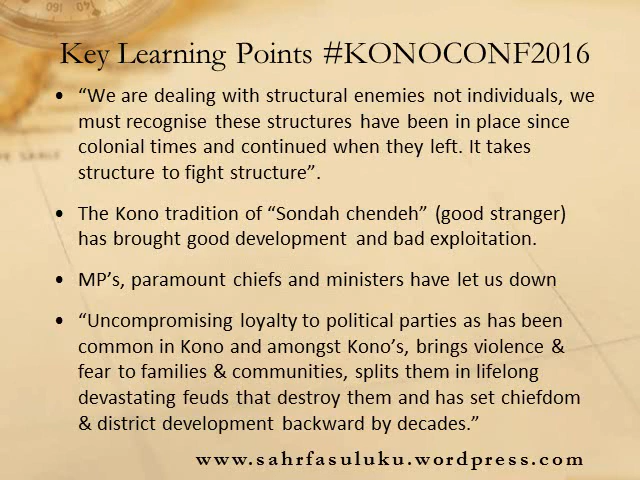 Key Learning Points #KONOCONF2016
• “We are dealing with structural enemies not individuals, we
must recognise these structures have been in place since
colonial times and continued when they left. It takes
structure to fight structure”.
• The Kono tradition of “Sondah chendeh” (good stranger)
has brought good development and bad exploitation.
• MP’s, paramount chiefs and ministers have let us down
• “Uncompromising loyalty to political parties as has been
common in Kono and amongst Kono’s, brings violence &
fear to families & communities, splits them in lifelong
devastating feuds that destroy them and has set chiefdom
& district development backward by decades.”
www.sahrfasuluku.wordpress.com